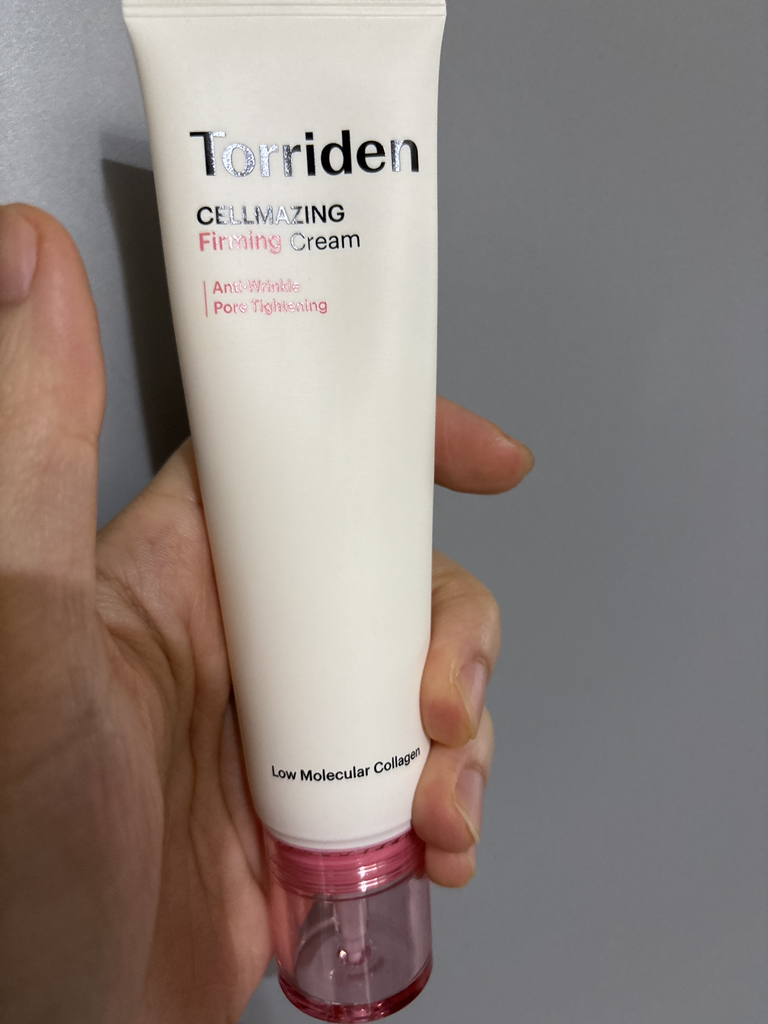 Torriden
CELLMAZING
Firming Cream
Anti-Wrinkle
Pore Tightening
Low Molecular Collagen